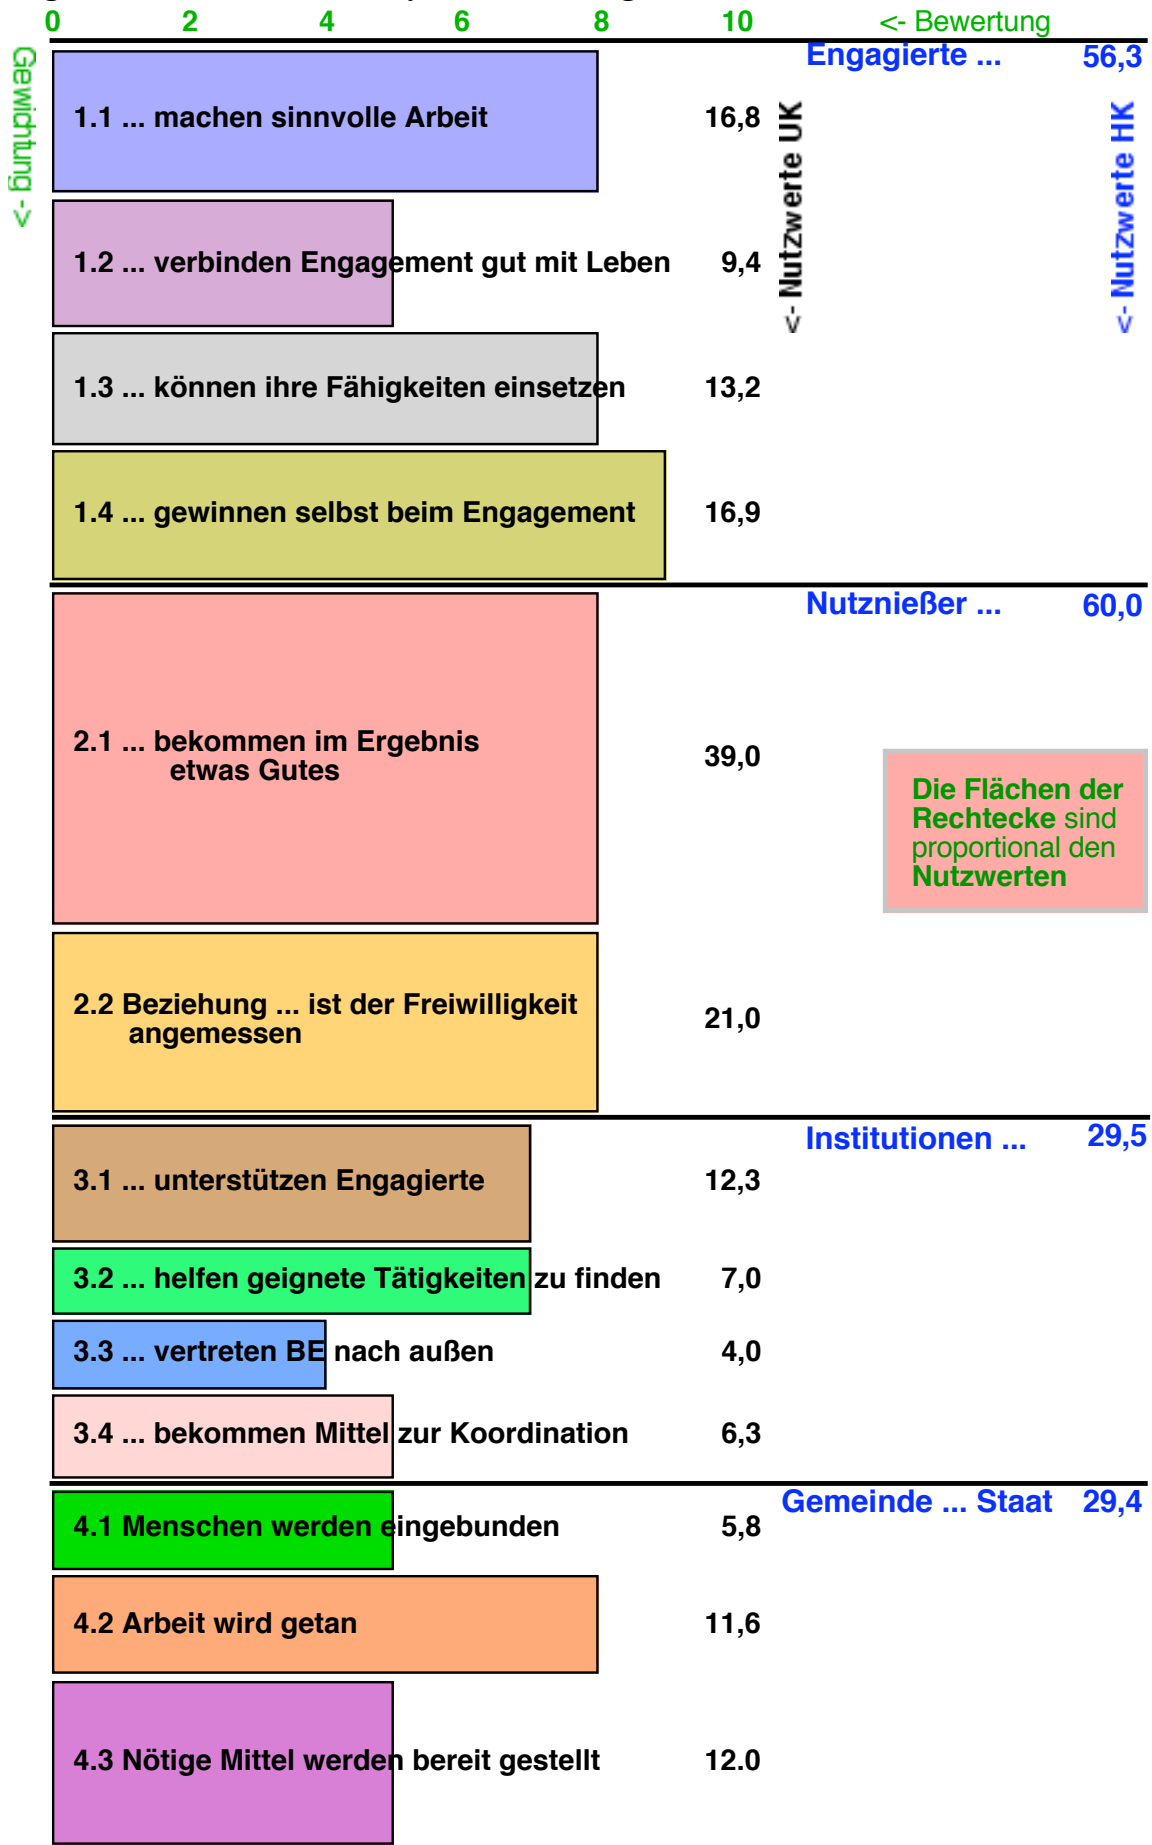 0 2 4 6 8 10 <- Bewertung
Gewichtung ->
Engagierte ... 56,3
1.1 ... machen sinnvolle Arbeit 16,8
<- Nutzwerte UK
<- Nutzwerte HK
1.2 ... verbinden Engagement gut mit Leben 9,4
1.3 ... können ihre Fähigkeiten einsetzen 13,2
1.4 ... gewinnen selbst beim Engagement 16,9
Nutznießer ... 60,0
2.1 ... bekommen im Ergebnis
etwas Gutes
39,0
Die Flächen der
Rechtecke sind
proportional den
Nutzwerten
2.2 Beziehung ... ist der Freiwilligkeit
angemessen
21,0
Institutionen ... 29,5
3.1 ... unterstützen Engagierte 12,3
3.2 ... helfen geignete Tätigkeiten zu finden 7,0
3.3 ... vertreten BE nach außen 4,0
3.4 ... bekommen Mittel zur Koordination 6,3
Gemeinde ... Staat 29,4
4.1 Menschen werden eingebunden 5,8
4.2 Arbeit wird getan 11,6
4.3 Nötige Mittel werden bereit gestellt 12.0